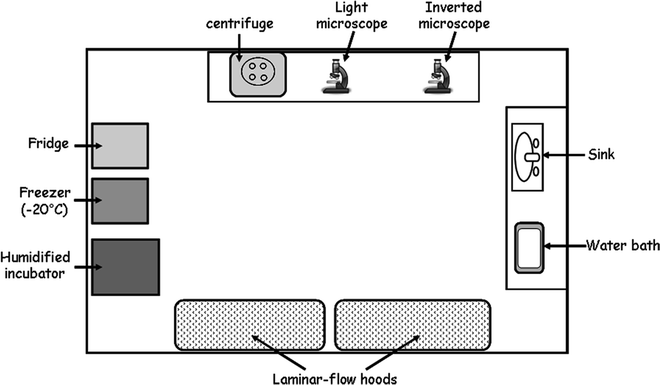 centrifuge
Light
microscope
Inverted
microscope
Fridge
Freezer
(-20°C)
Humidified
incubator
Sink
Water bath
Laminar-flow hoods